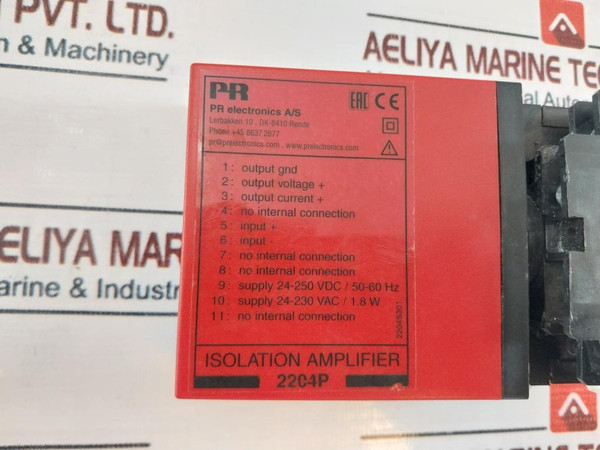 PVT. LTD.
n & Machinery
AELIYA MARINE TEC
al Autom
AELIYA MAR
arine & Industr
PR
PR electronics A/S
Lerbakken 10 . DK-8410 Rønde
Phone +45 8637 2677
pr@prelectronics.com . www.prelectronics.com
EAC CE
1: output gnd
2: output voltage +
3: output current +
4: no internal connection
5: input +
6: input -
7: no internal connection
8: no internal connection
9: supply 24-250 VDC / 50-60 Hz
10: supply 24-230 VAC / 1.8 W
11: no internal connection
ISOLATION AMPLIFIER
2204P